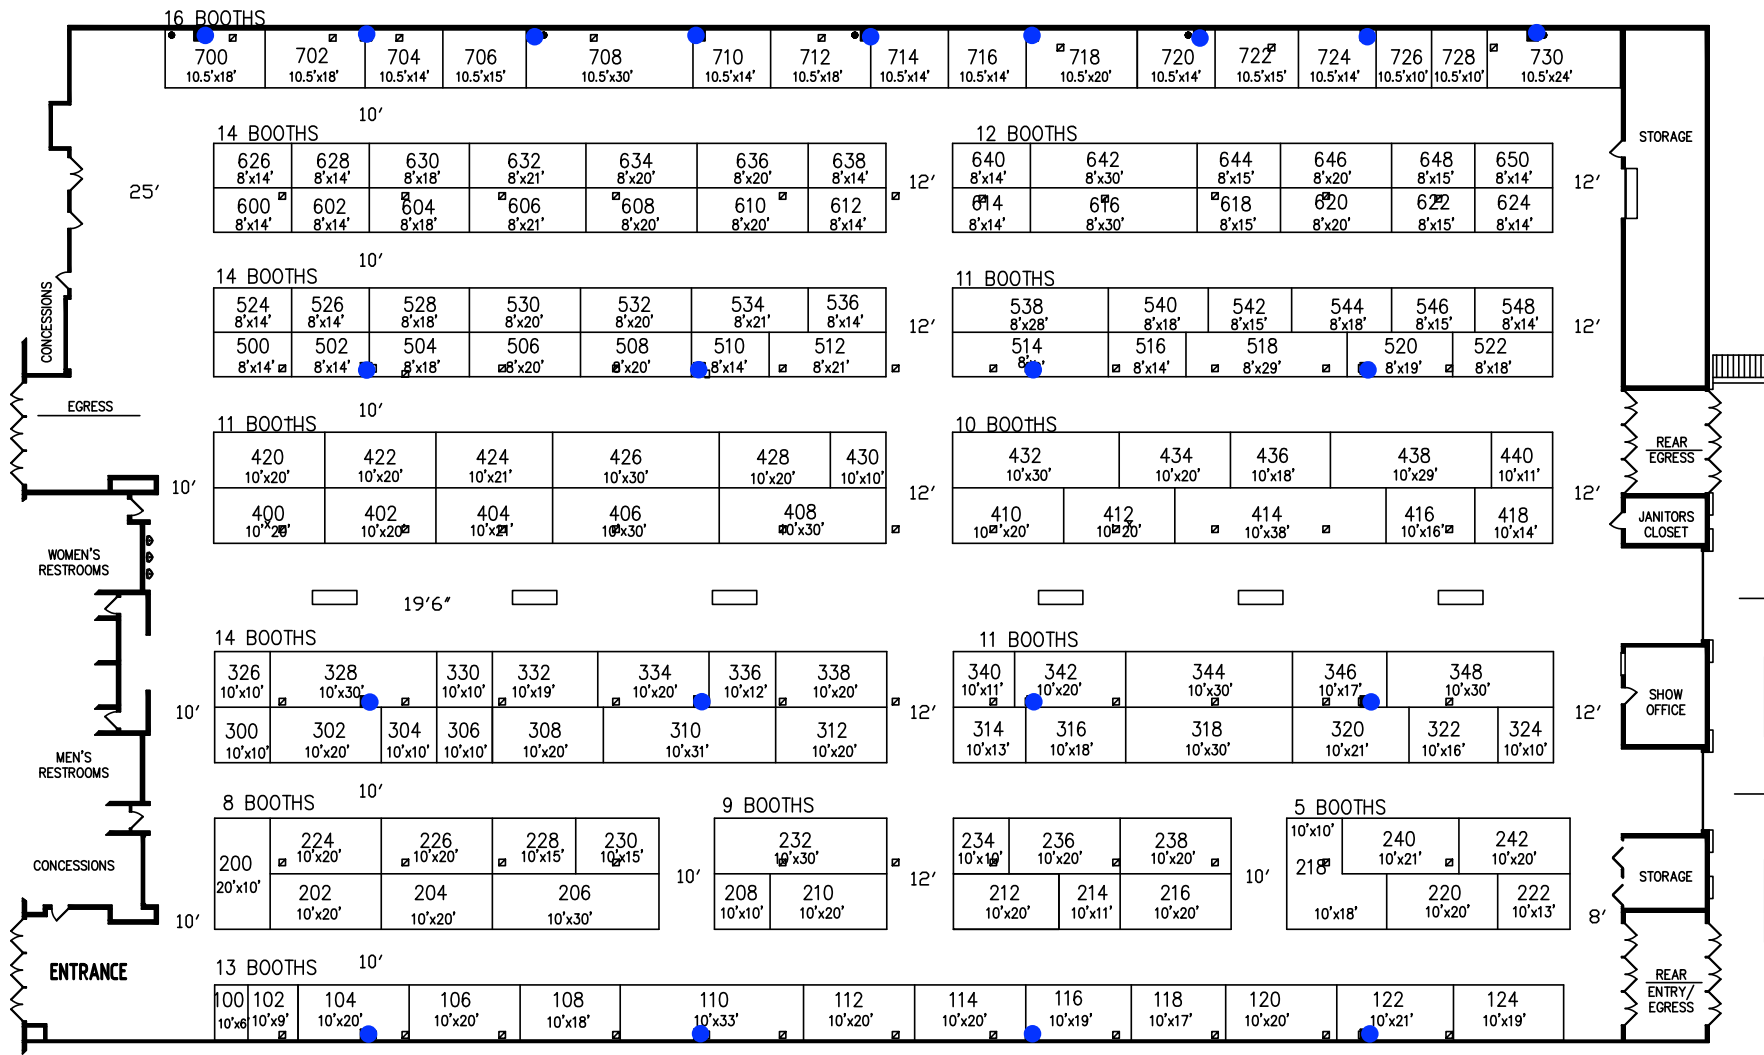 16 BOOTHS
700 702 704 706 708 710 712 714 716 718 720 722 724 726 728 730
10.5'x18' 10.5'x18' 10.5'x14' 10.5'x15' 10.5'x30' 10.5'x14' 10.5'x18' 10.5'x14' 10.5'x14' 10.5'x20' 10.5'x14' 10.5'x15' 10.5'x14' 10.5'x10' 10.5'x10' 10.5'x24'
10'
14 BOOTHS 12 BOOTHS
STORAGE
626 628 630 632 634 636 638 640 642 644 646 648 650
8'x14' 8'x14' 8'x18' 8'x21' 8'x20' 8'x20' 8'x14' 8'x14' 8'x30' 8'x15' 8'x20' 8'x15' 8'x14'
25' 12' 12'
600 602 604 606 608 610 612 614 616 618 620 622 624
8'x14' 8'x14' 8'x18' 8'x21' 8'x20' 8'x20' 8'x14' 8'x14' 8'x30' 8'x15' 8'x20' 8'x15' 8'x14'
10'
14 BOOTHS 11 BOOTHS
CONCESSIONS
524 526 528 530 532 534 536 538 540 542 544 546 548
8'x14' 8'x14' 8'x18' 8'x20' 8'x20' 8'x21' 8'x14' 8'x28' 8'x18' 8'x15' 8'x18' 8'x15' 8'x14'
12' 12'
500 502 504 506 508 510 512 514 516 518 520 522
8'x14' 8'x14' 8'x18' 8'x20' 8'x20' 8'x14' 8'x21' 8'x14' 8'x29' 8'x19' 8'x18'
EGRESS
10'
11 BOOTHS 10 BOOTHS
420 422 424 426 428 430 432 434 436 438 440
10'x20' 10'x20' 10'x21' 10'x30' 10'x20' 10'x10' 10'x30' 10'x20' 10'x18' 10'x29' 10'x11'
REAR
EGRESS
10' 12' 12'
400 402 404 406 408 410 412 414 416 418
10'x20' 10'x20' 10'x21' 10'x30' 10'x30' 10'x20' 10'x20' 10'x38' 10'x16' 10'x14'
JANITORS
CLOSET
WOMEN'S
RESTROOMS
19'6"
14 BOOTHS 11 BOOTHS
326 328 330 332 334 336 338 340 342 344 346 348
10'x10' 10'x30' 10'x10' 10'x19' 10'x20' 10'x12' 10'x20' 10'x11' 10'x20' 10'x30' 10'x17' 10'x30'
SHOW
OFFICE
10' 12' 12'
300 302 304 306 308 310 312 314 316 318 320 322 324
10'x10' 10'x20' 10'x10' 10'x10' 10'x20' 10'x31' 10'x20' 10'x13' 10'x18' 10'x30' 10'x21' 10'x16' 10'x10'
MEN'S
RESTROOMS
10'
8 BOOTHS 9 BOOTHS 5 BOOTHS
224 226 228 230 232 234 236 238 10'x10' 240 242
10'x20' 10'x20' 10'x15' 10'x15' 10'x30' 10'x10' 10'x20' 10'x20' 10'x21' 10'x20'
CONCESSIONS
200 218
20'x10' 10' 12' 10'
STORAGE
202 204 206 208 210 212 214 216 220 222
10'x20' 10'x20' 10'x30' 10'x10' 10'x20' 10'x20' 10'x11' 10'x20' 10'x18' 10'x20' 10'x13'
10' 8'
ENTRANCE
13 BOOTHS 10'
100 102 104 106 108 110 112 114 116 118 120 122 124
10'x6' 10'x9' 10'x20' 10'x20' 10'x18' 10'x33' 10'x20' 10'x20' 10'x19' 10'x17' 10'x20' 10'x21' 10'x19'
REAR
ENTRY/
EGRESS